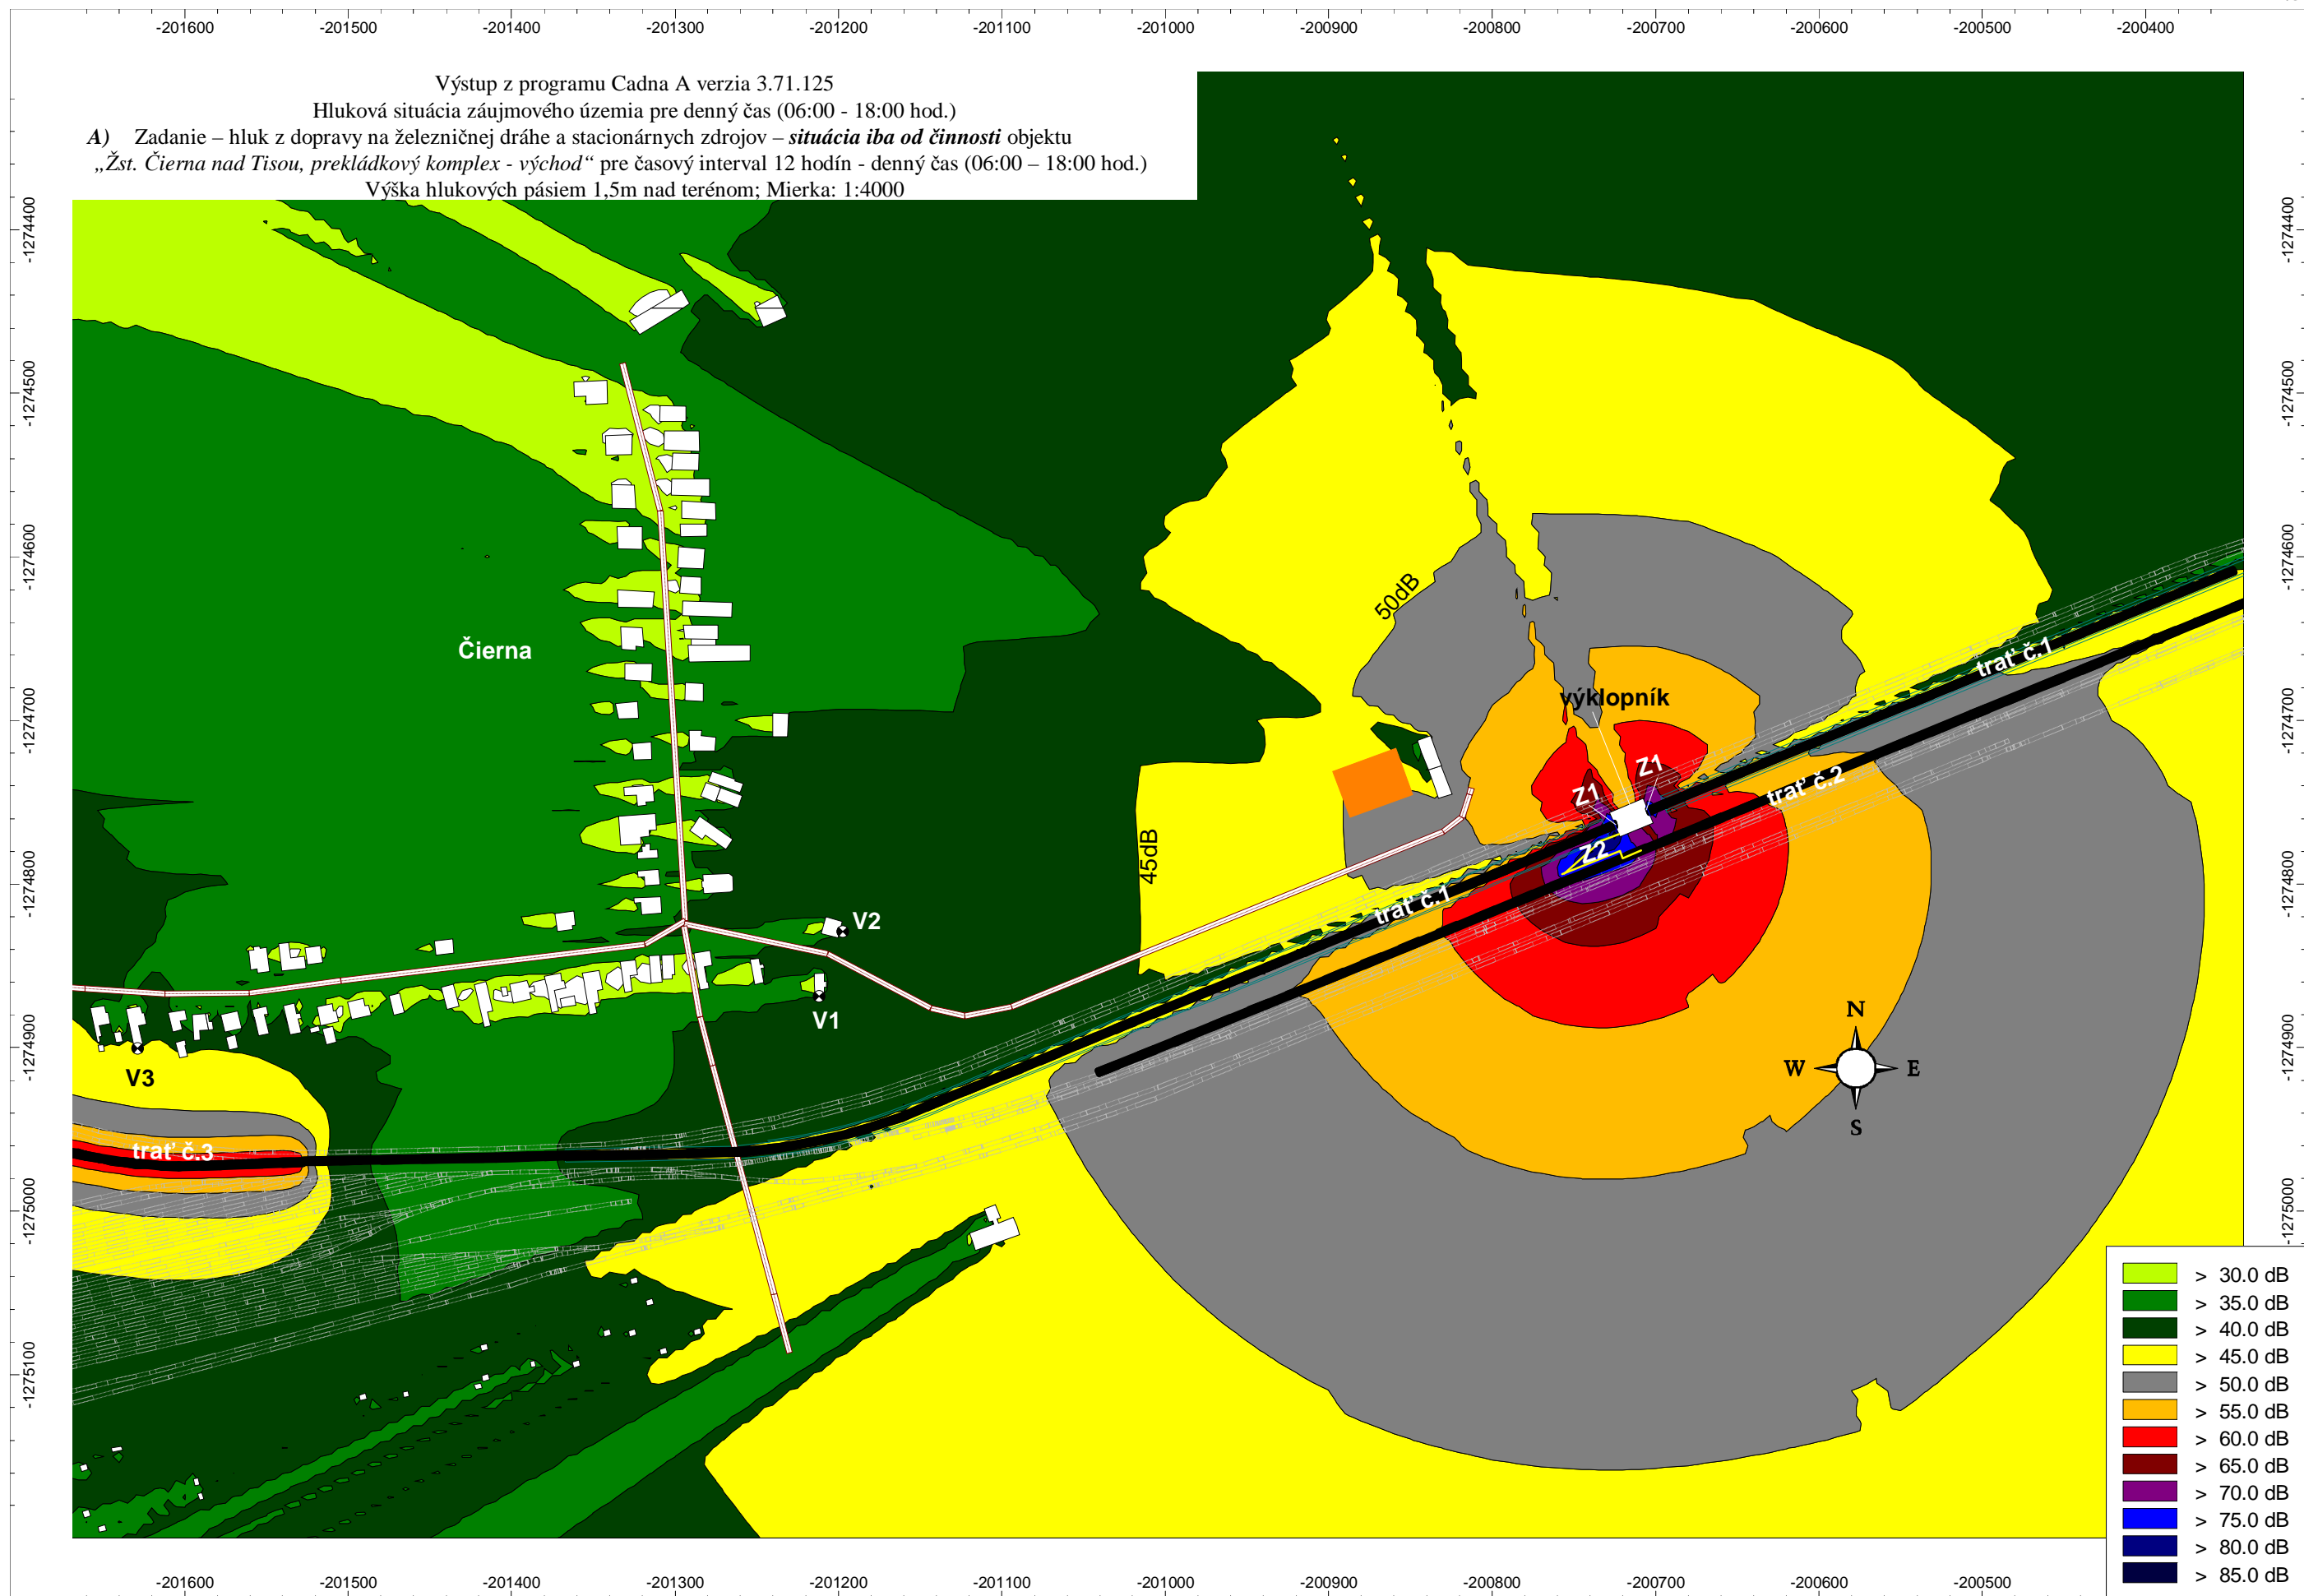 -201600 -201500 -201400 -201300 -201200 -201100 -201000 -200900 -200800 -200700 -200600 -200500 -200400
Výstup z programu Cadna A verzia 3.71.125
Hluková situácia záujmového územia pre denný čas (06:00 - 18:00 hod.)
A) Zadanie – hluk z dopravy na železničnej dráhe a stacionárnych zdrojov – situácia iba od činnosti objektu
„Žst. Čierna nad Tisou, prekládkový komplex - východ“ pre časový interval 12 hodín - denný čas (06:00 – 18:00 hod.)
Výška hlukových pásiem 1,5m nad terénom; Mierka: 1:4000
-1274400
-1274500
-1274600
-1274700
-1274800
-1274900
-1275000
-1275100
-1274400
-1274500
-1274600
-1274700
-1274800
-1274900
-1275000
50dB
Čierna
trať č.1
výklopník
Z1
Z1
trať č.2
45dB
Z2
trať č.1
V2
V1
N
W E
S
V3
trať č.3
> 30.0 dB
> 35.0 dB
> 40.0 dB
> 45.0 dB
> 50.0 dB
> 55.0 dB
> 60.0 dB
> 65.0 dB
> 70.0 dB
> 75.0 dB
> 80.0 dB
> 85.0 dB
-201600 -201500 -201400 -201300 -201200 -201100 -201000 -200900 -200800 -200700 -200600 -200500